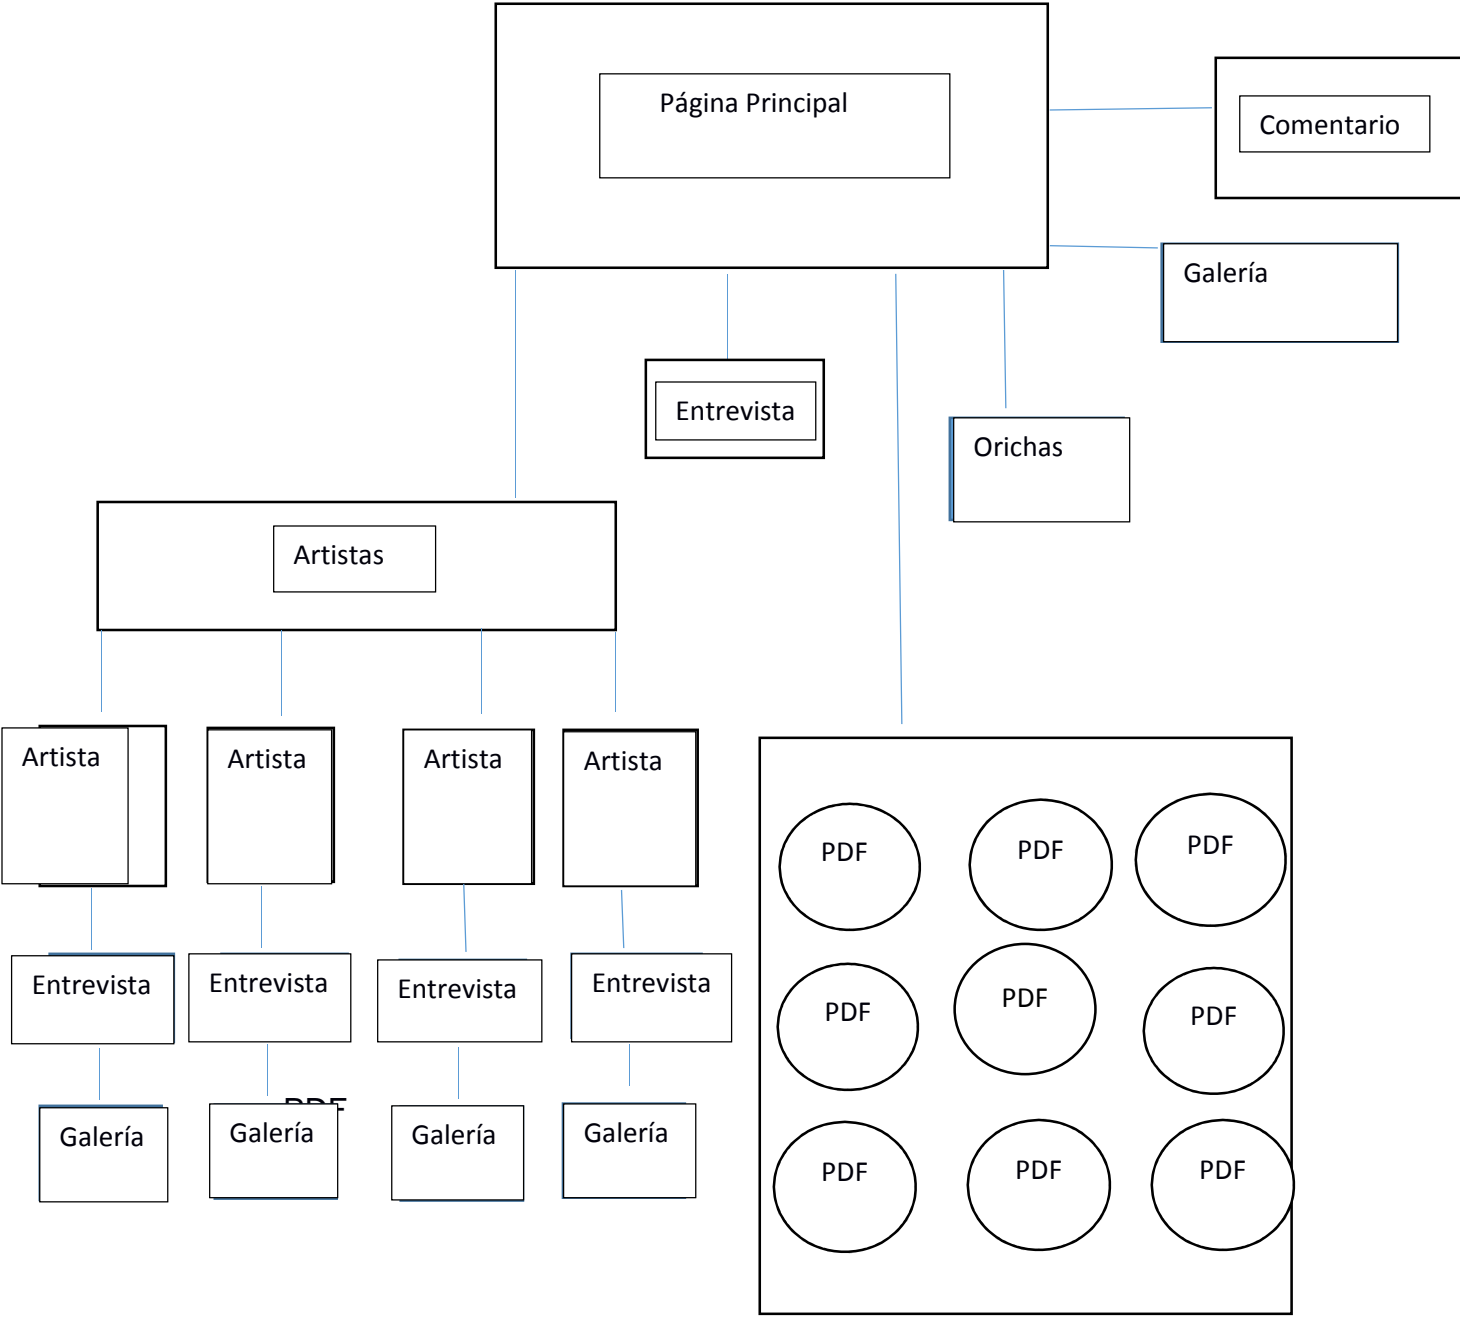 Página Principal
Comentario
Galería
Entrevista
Orichas
Artistas
Artista
Artista
Artista
Artista
Entrevista
Entrevista
Entrevista
Entrevista
PDF
Galería
Galería
Galería
Galería
PDF
PDF
PDF
PDF
PDF
PDF
PDF
PDF
PDF